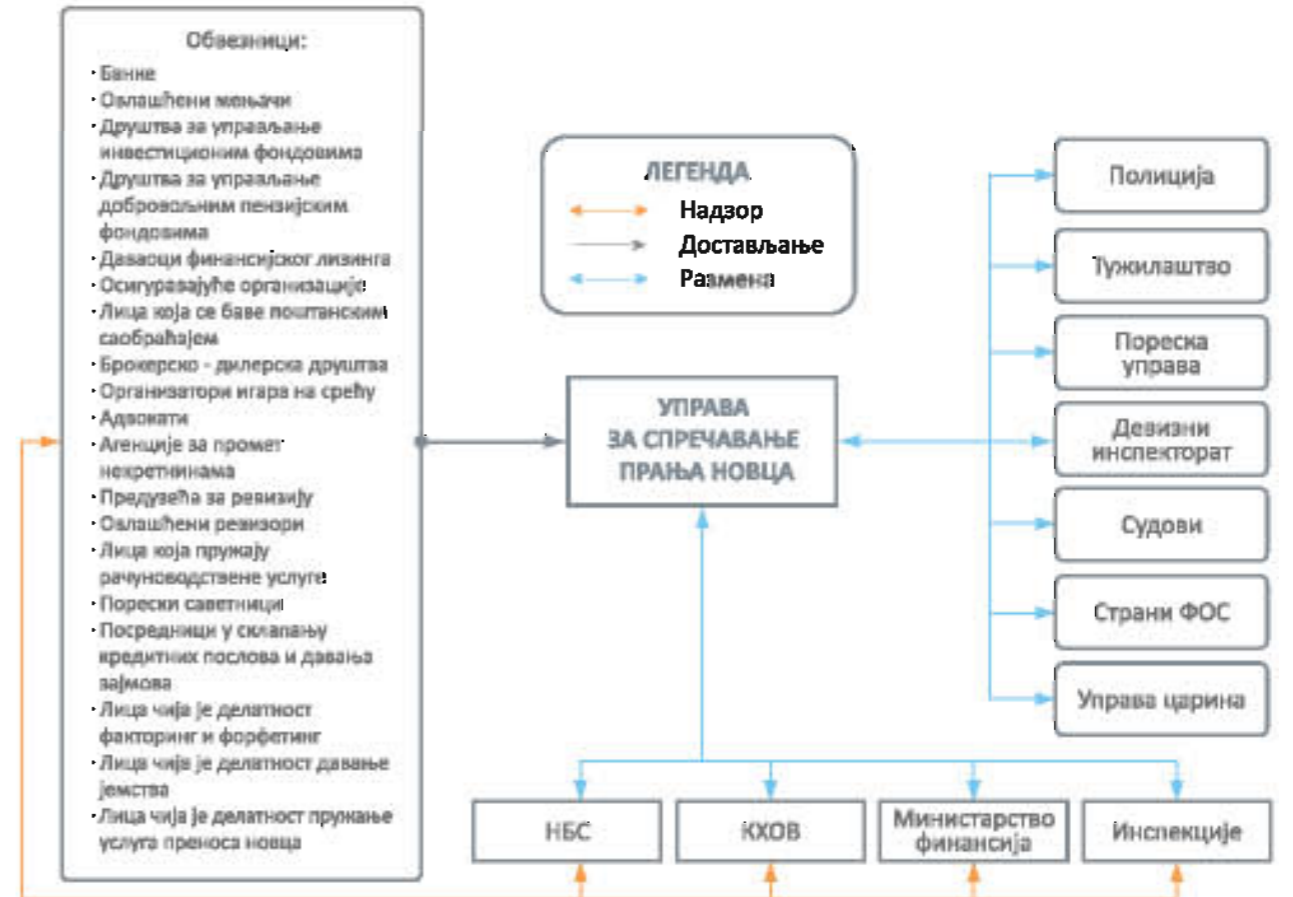 Обвезници:
· Банке
· Овлашћени мењачи
· Друштва за управљање
инвестиционим фондовима
· Друштва за управљање
добровољним пензијским
фондовима
· Даваоци финансијског лизинга
· Осигуравајуће организације
· Лица која се баве поштанским
саобраћајем
· Брокерско - дилерска друштва
· Организатори игара на срећу
· Адвокати
· Агенције за промет
некретнинама
· Предузећа за ревизију
· Овлашћени ревизори
· Лица која пружају
рачуноводствене услуге
· Порески саветници
· Посредници у склапању
кредитних послова и давања
зајмова
· Лица чија је делатност
факторинг и форфетинг
· Лица чија је делатност давање
јемства
· Лица чија је делатност пружање
услуга преноса новца
ЛЕГЕНДА
Надзор
Достављање
Размена
УПРАВА
ЗА СПРЕЧАВАЊЕ
ПРАЊА НОВЦА
Полиција
Тужилаштво
Пореска
управа
Девизни
инспекторат
Судови
Страни ФОС
Управа царина
НБС
КХОВ
Министарство
финансија
Инспекције